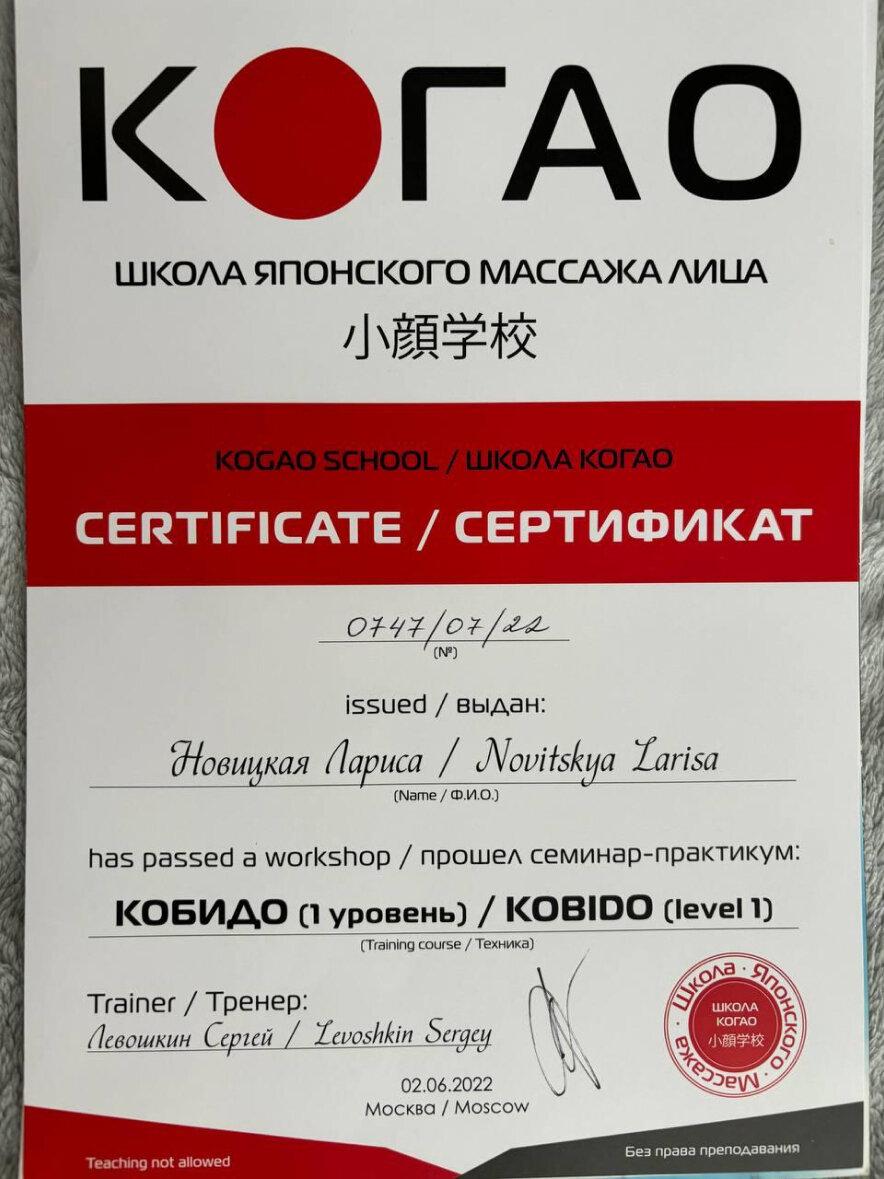 КОГАО
ШКОЛА ЯПОНСКОГО МАССАЖА ЛИЦА
小顔学校
KOGAO SCHOOL / ШКОЛА КОГАО
CERTIFICATE / СЕРТИФИКАТ
0747/07/22
(№)
issued / выдан:
Новицкая Лариса / Novitskya Larisa
(Name / Ф.И.О.)
has passed a workshop / прошел семинар-практикум:
КОБИДО (1 уровень) / KOBIDO (level 1)
(Training course / Техника)
Trainer / Тренер:
Левошкин Сергей / Levoshkin Sergey
02.06.2022
Москва / Moscow
Школа · Японского · Массажа ·
ШКОЛА
КОГАО
小顔学校
Teaching not allowed
Без права преподавания